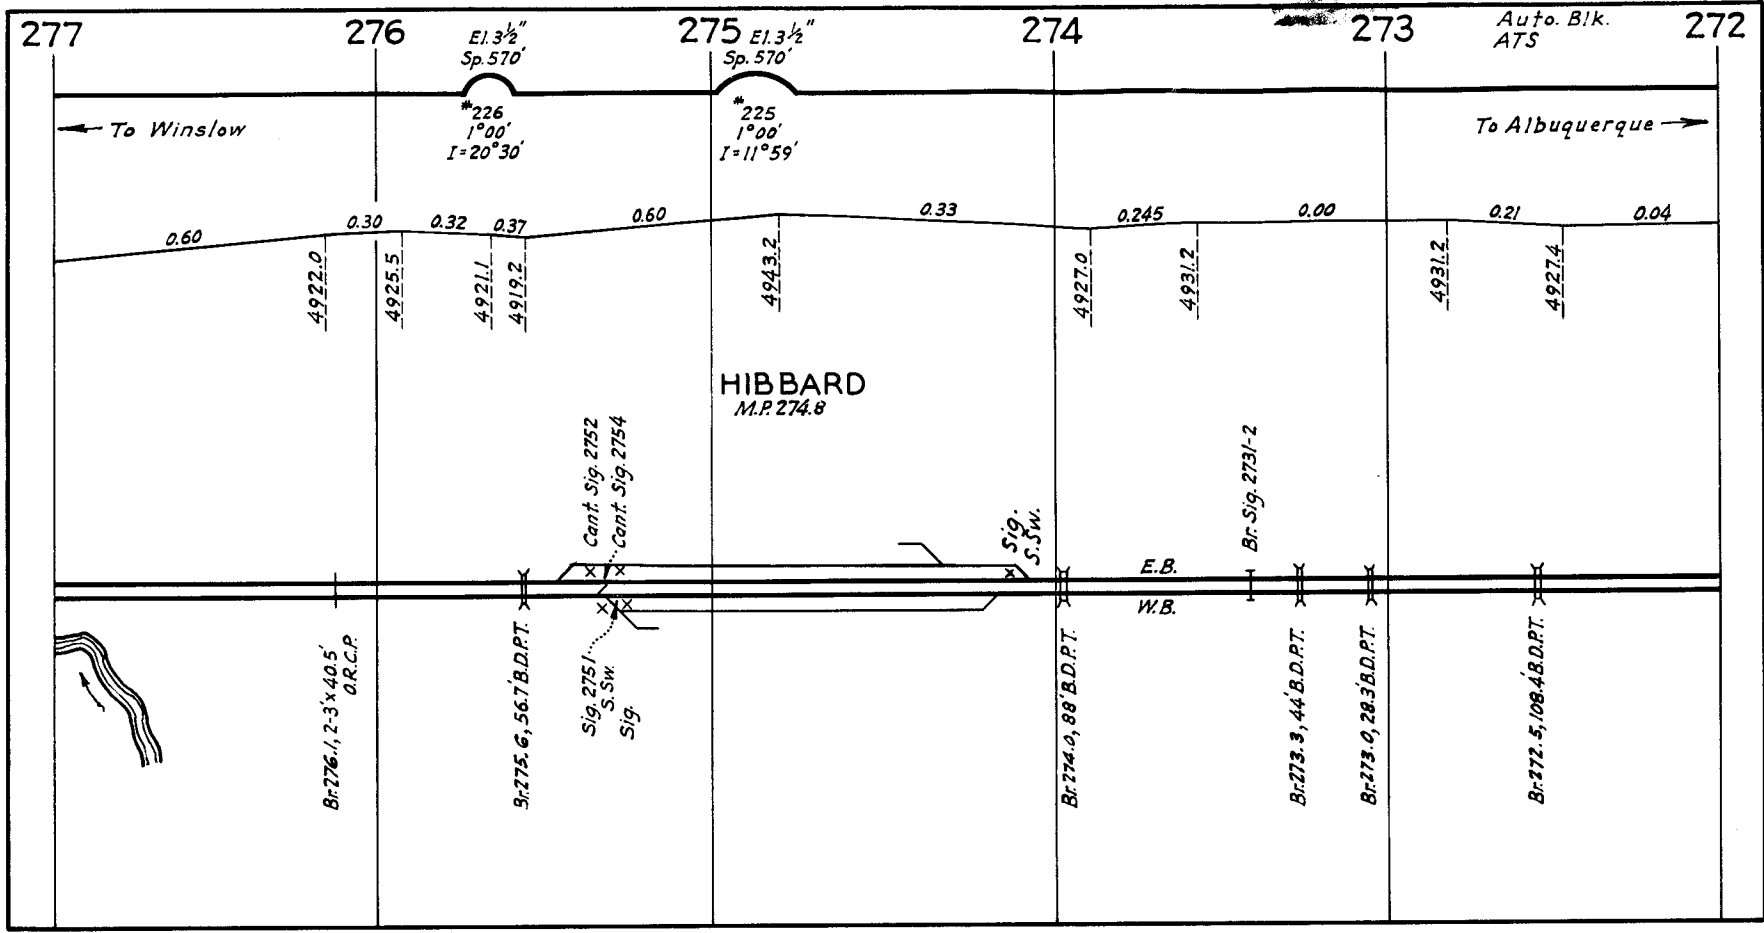 277
276
275
274
273
272
Auto. Blk.
ATS
El. 3½"
Sp. 570'
El. 3½"
Sp. 570'
#226
1°00'
I=20°30'
#225
1°00'
I=11°59'
← To Winslow
To Albuquerque →
0.60
0.30
0.32
0.37
0.60
0.33
0.245
0.00
0.21
0.04
4922.0
4925.5
4921.1
4919.2
4943.2
4927.0
4931.2
4931.2
4927.4
HIBBARD
M.P. 274.8
Cant. Sig. 2752
Cant. Sig. 2754
Sig.
S. Sw.
Br. Sig. 2731-2
E.B.
W.B.
Br. 276.1, 2-3'x40.5'
O.R.C.P.
Br. 275.6, 56.7' B.D.P.T.
Sig. 2751
S. Sw.
Sig.
Br. 274.0, 88' B.D.P.T.
Br. 273.3, 44' B.D.P.T.
Br. 273.0, 28.3' B.D.P.T.
Br. 272.5, 108.4' B.D.P.T.